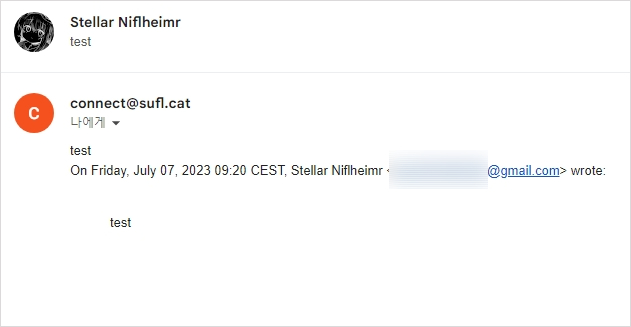 Stellar Niflheimr
test
C
connect@sufl.cat
나에게
test
On Friday, July 07, 2023 09:20 CEST, Stellar Niflheimr < @gmail.com> wrote:
test